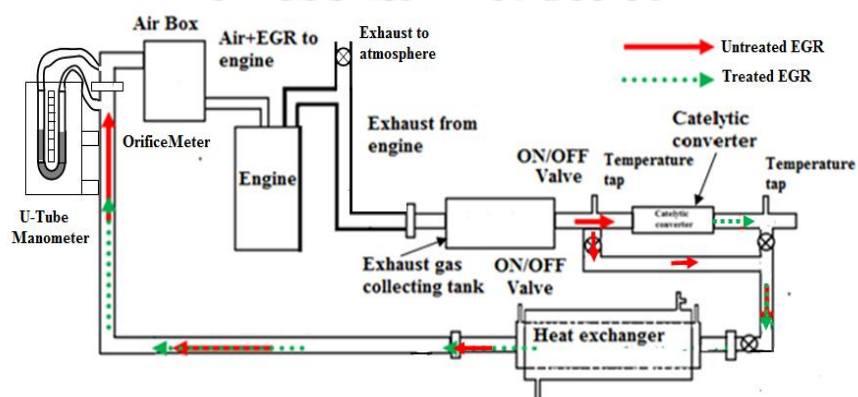 Air Box
Air+EGR to
engine
Exhaust to
atmosphere
Untreated EGR
Treated EGR
OrificeMeter
Exhaust from
engine
Catelytic
converter
ON/OFF
Valve
Temperature
tap
Temperature
tap
Engine
U-Tube
Manometer
Catelytic
converter
Exhaust gas
collecting tank
ON/OFF
Valve
Heat exchanger